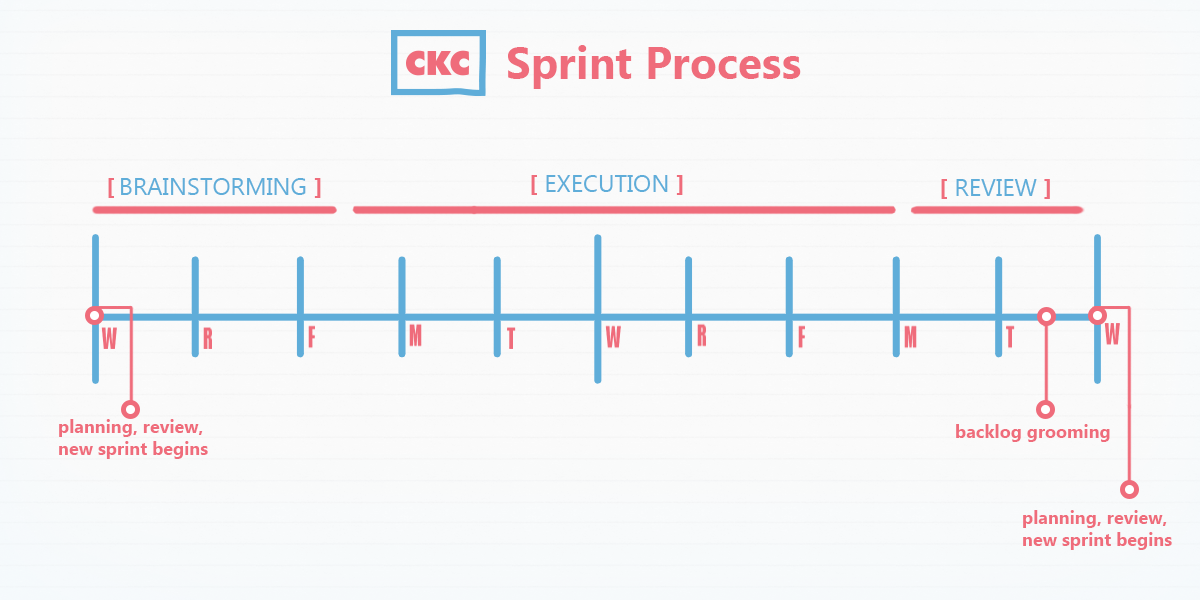 CKC Sprint Process
[ BRAINSTORMING ] [ EXECUTION ] [ REVIEW ]
W R F M T W R F M T W
planning, review,
new sprint begins
backlog grooming
planning, review,
new sprint begins